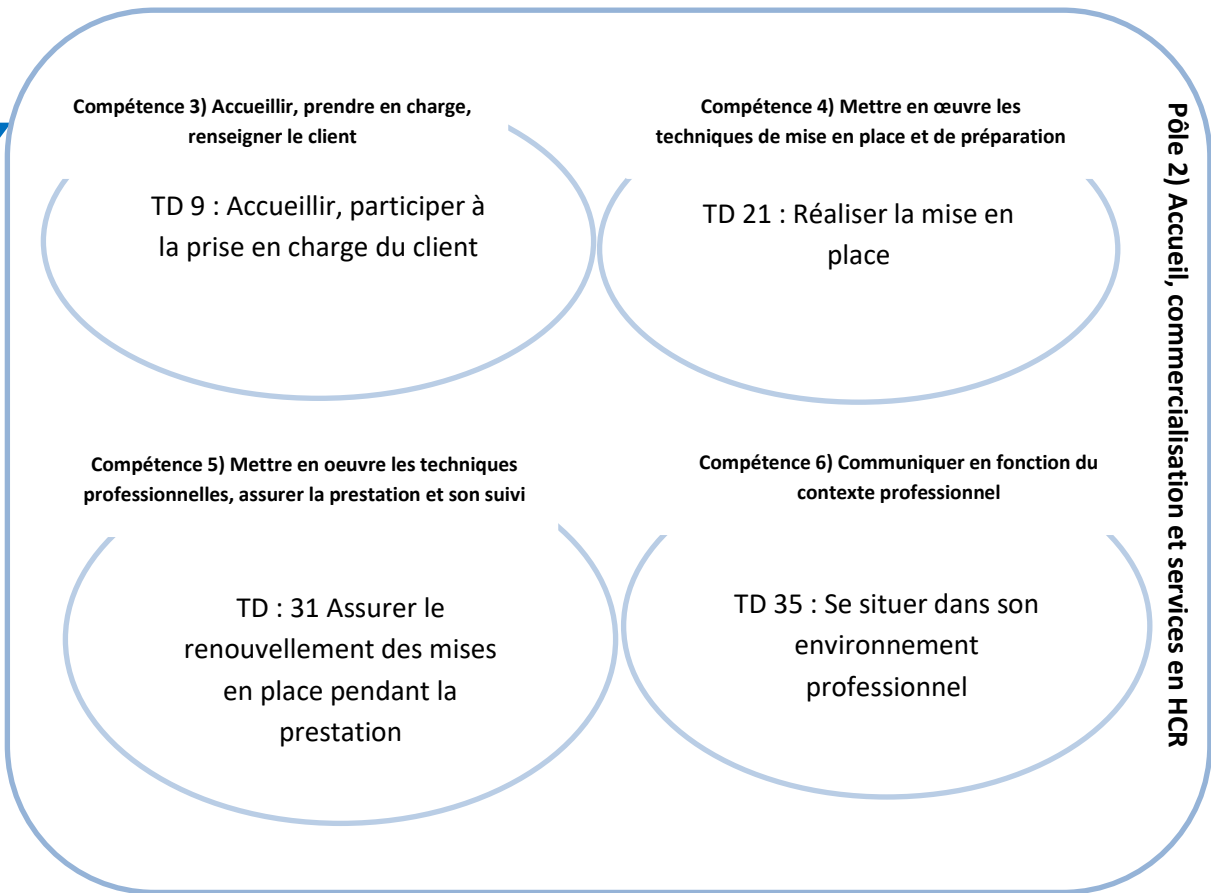 Compétence 3) Accueillir, prendre en charge,
renseigner le client
TD 9 : Accueillir, participer à
la prise en charge du client
Compétence 4) Mettre en œuvre les
techniques de mise en place et de préparation
TD 21 : Réaliser la mise en
place
Compétence 5) Mettre en oeuvre les techniques
professionnelles, assurer la prestation et son suivi
TD : 31 Assurer le
renouvellement des mises
en place pendant la
prestation
Compétence 6) Communiquer en fonction du
contexte professionnel
TD 35 : Se situer dans son
environnement
professionnel
Pôle 2) Accueil, commercialisation et services en HCR